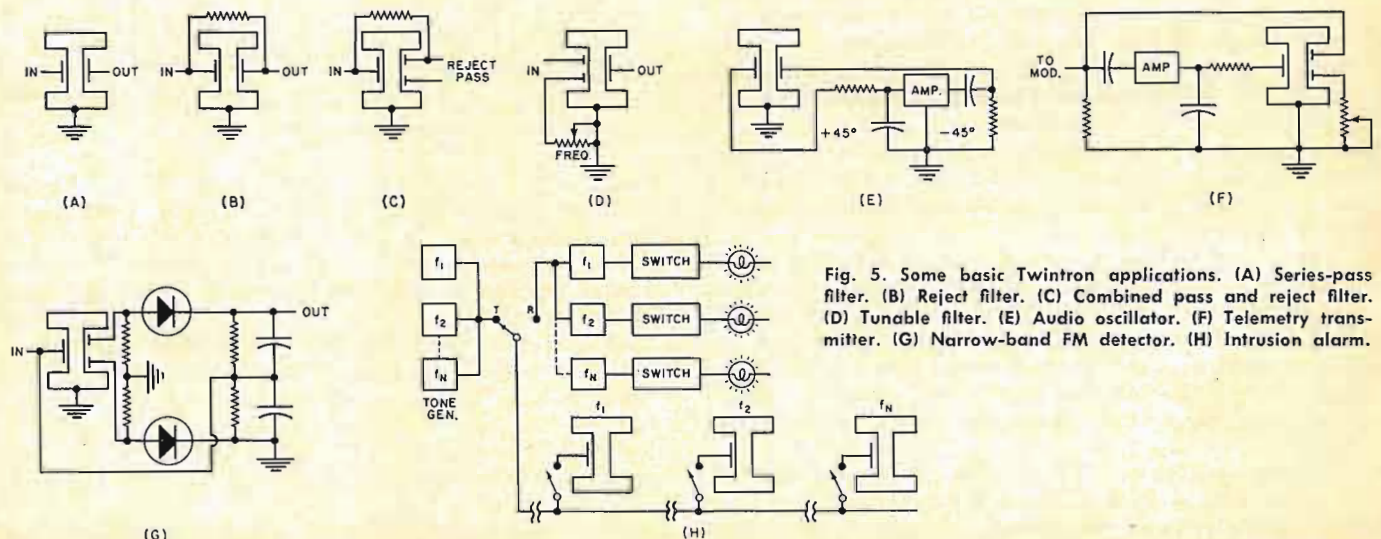 IN
OUT
(A)
IN
OUT
(B)
IN
REJECT
PASS
(C)
IN
OUT
FREQ.
(D)
+45°
AMP.
-45°
(E)
TO
MOD.
AMP
(F)
IN
OUT
(G)
f₁
f₂
fN
TONE
GEN.
T
R
f₁
SWITCH
f₂
SWITCH
fN
SWITCH
f₁
f₂
fN
(H)
Fig. 5. Some basic Twintron applications. (A) Series-pass
filter. (B) Reject filter. (C) Combined pass and reject filter.
(D) Tunable filter. (E) Audio oscillator. (F) Telemetry trans-
mitter. (G) Narrow-band FM detector. (H) Intrusion alarm.